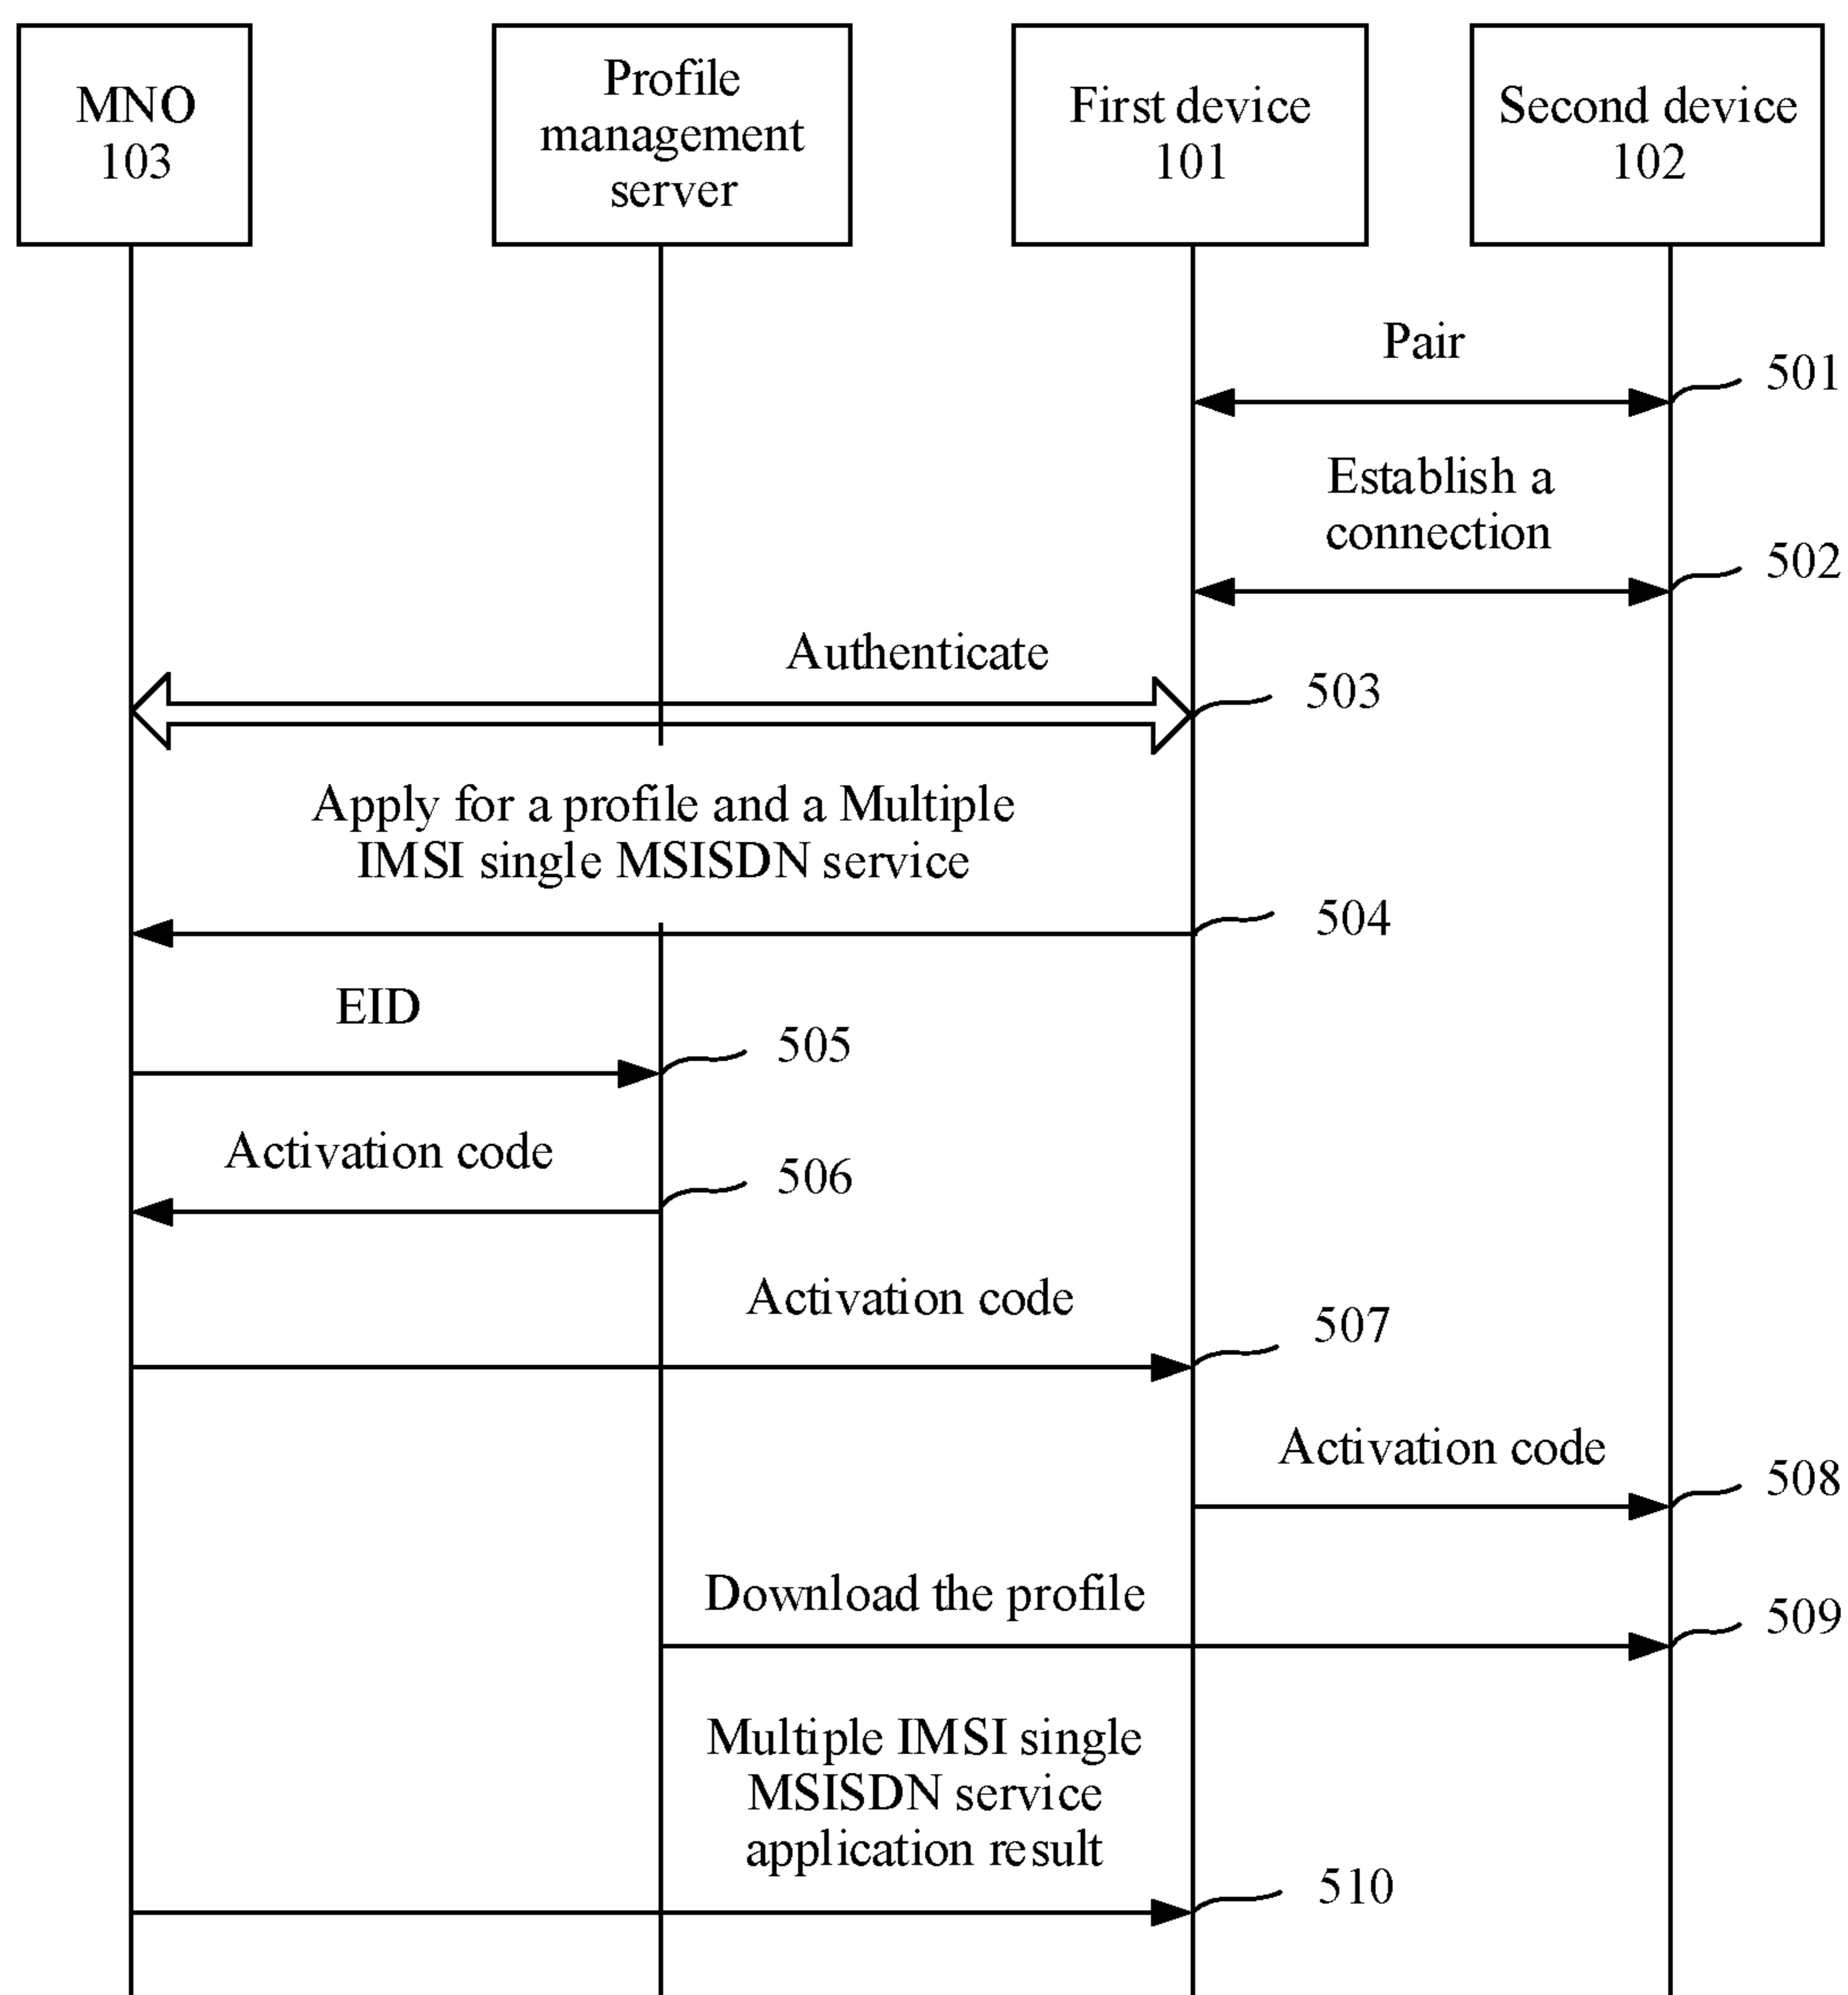 MNO
103
Profile
management
server
First device
101
Second device
102
Pair
501
Establish a
connection
502
Authenticate
503
Apply for a profile and a Multiple
IMSI single MSISDN service
504
EID
505
Activation code
506
Activation code
507
Activation code
508
Download the profile
509
Multiple IMSI single
MSISDN service
application result
510